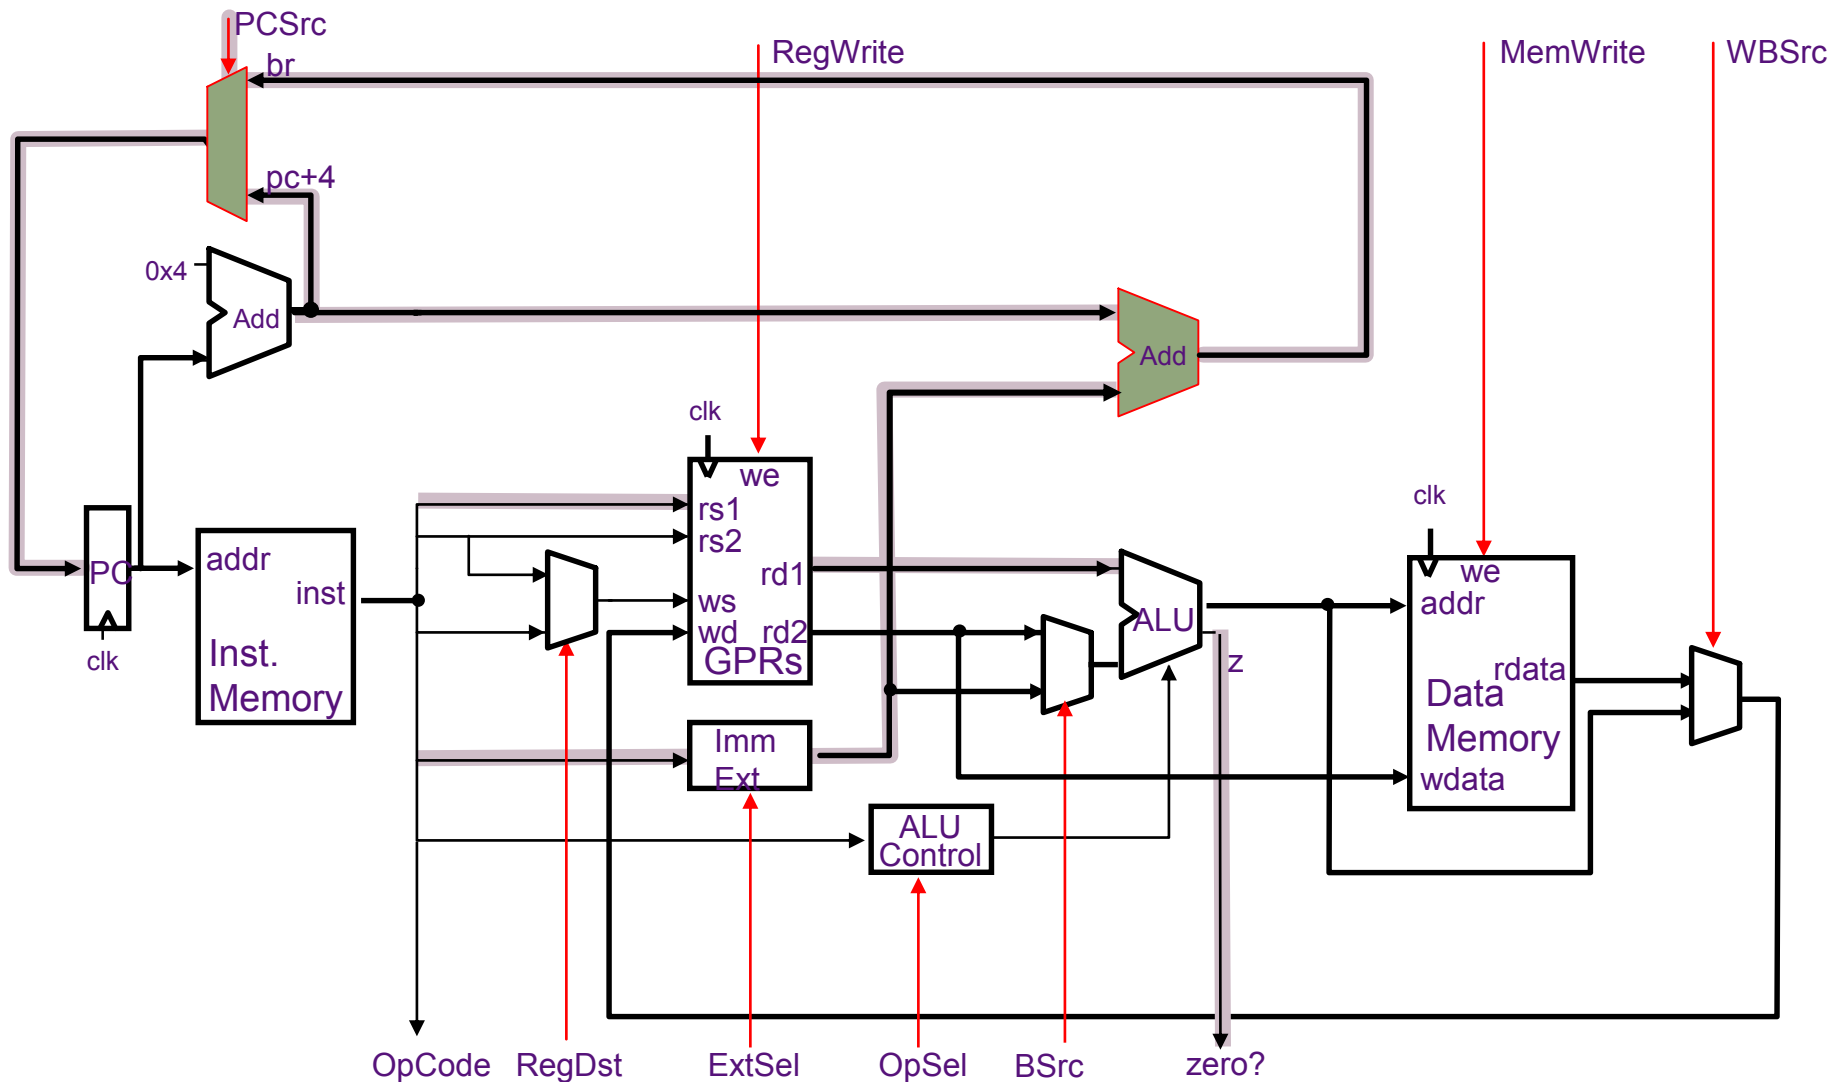 PCSrc
br
RegWrite
MemWrite
WBSrc
pc+4
0x4
Add
Add
clk
we
rs1
rs2
rd1
ws
wd
rd2
GPRs
PC
clk
addr
inst
Inst.
Memory
ALU
z
clk
we
addr
rdata
Data
Memory
wdata
Imm
Ext
ALU
Control
OpCode
RegDst
ExtSel
OpSel
BSrc
zero?